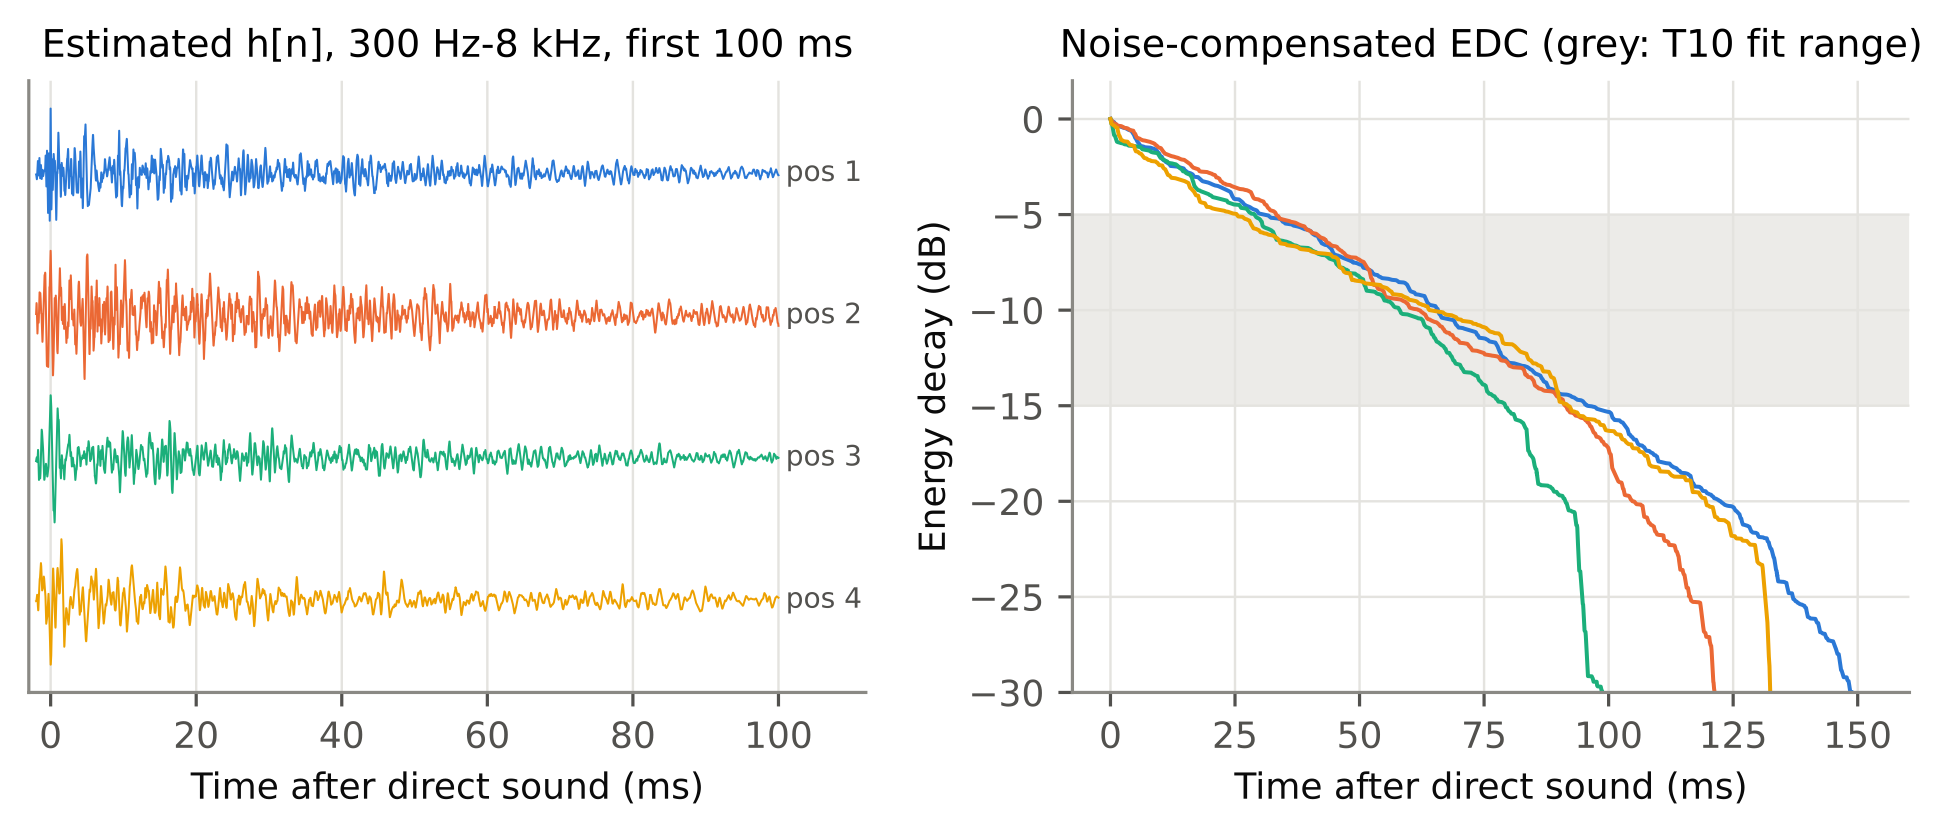 Estimated h[n], 300 Hz-8 kHz, first 100 ms
pos 1
pos 2
pos 3
pos 4
0 20 40 60 80 100
Time after direct sound (ms)
Noise-compensated EDC (grey: T10 fit range)
Energy decay (dB)
0
−5
−10
−15
−20
−25
−30
0 25 50 75 100 125 150
Time after direct sound (ms)